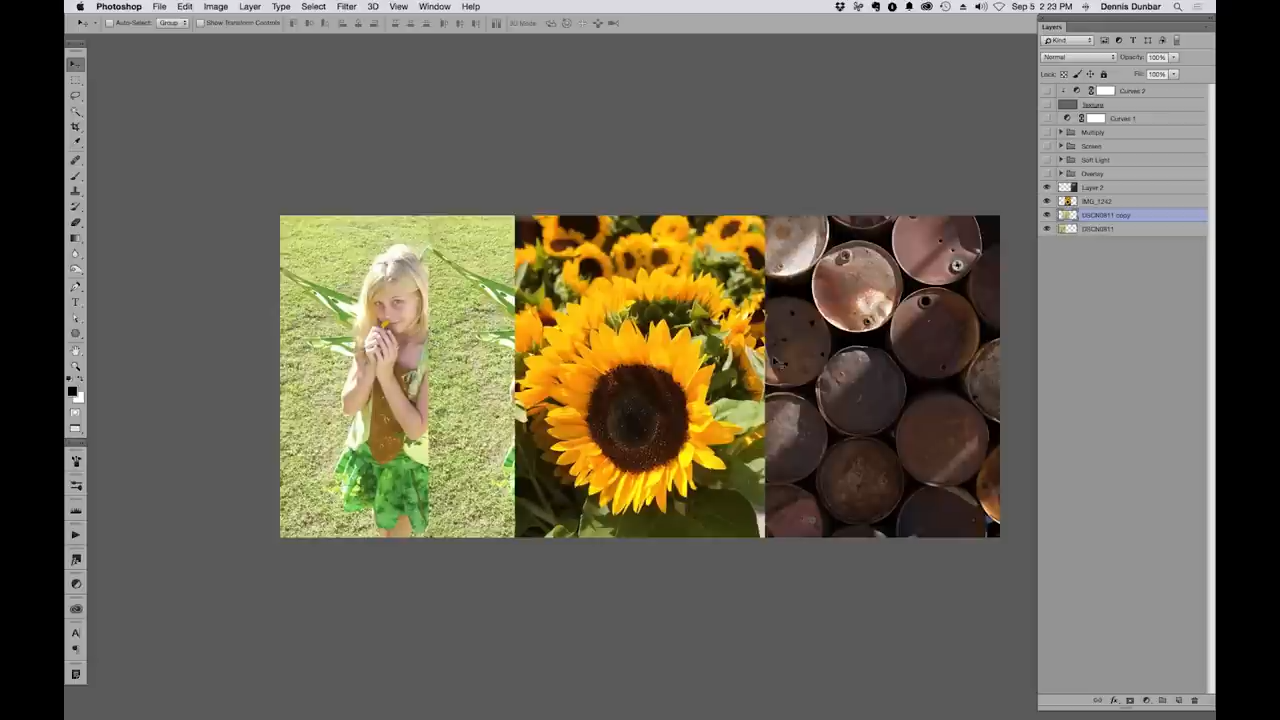 Photoshop File Edit Image Layer Type Select Filter 3D View Window Help
Sep 5 2:23 PM Dennis Dunbar
Auto-Select: Group Show Transform Controls 3D Mode:
Layers
Kind
Normal Opacity: 100%
Lock: Fill: 100%
Curves 2
Texture
Curves 1
Multiply
Screen
Soft Light
Overlay
Layer 2
IMG_1242
DSCN0811 copy
DSCN0811